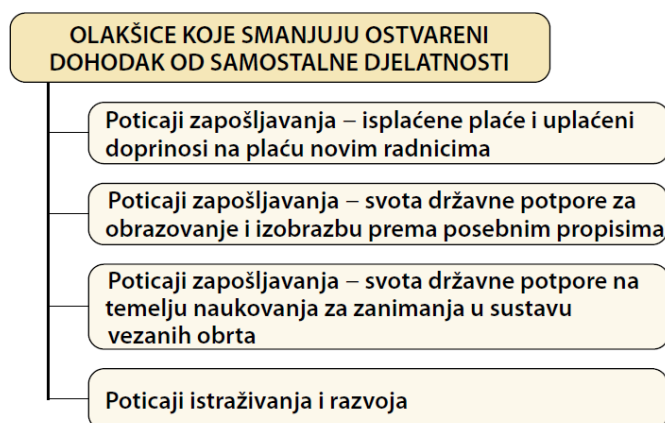 OLAKŠICE KOJE SMANJUJU OSTVARENI
DOHODAK OD SAMOSTALNE DJELATNOSTI
Poticaji zapošljavanja – isplaćene plaće i uplaćeni
doprinosi na plaću novim radnicima
Poticaji zapošljavanja – svota državne potpore za
obrazovanje i izobrazbu prema posebnim propisima
Poticaji zapošljavanja – svota državne potpore na
temelju naukovanja za zanimanja u sustavu
vezanih obrta
Poticaji istraživanja i razvoja